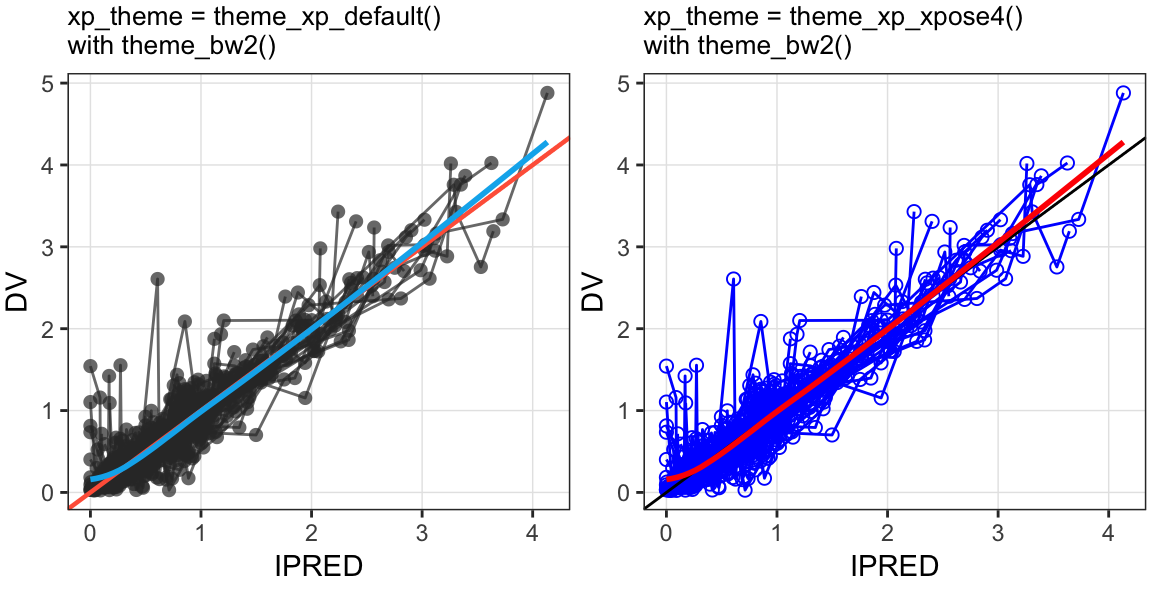 xp_theme = theme_xp_default()
with theme_bw2()
5
4
3
2
1
0
DV
0 1 2 3 4
IPRED
xp_theme = theme_xp_xpose4()
with theme_bw2()
5
4
3
2
1
0
DV
0 1 2 3 4
IPRED